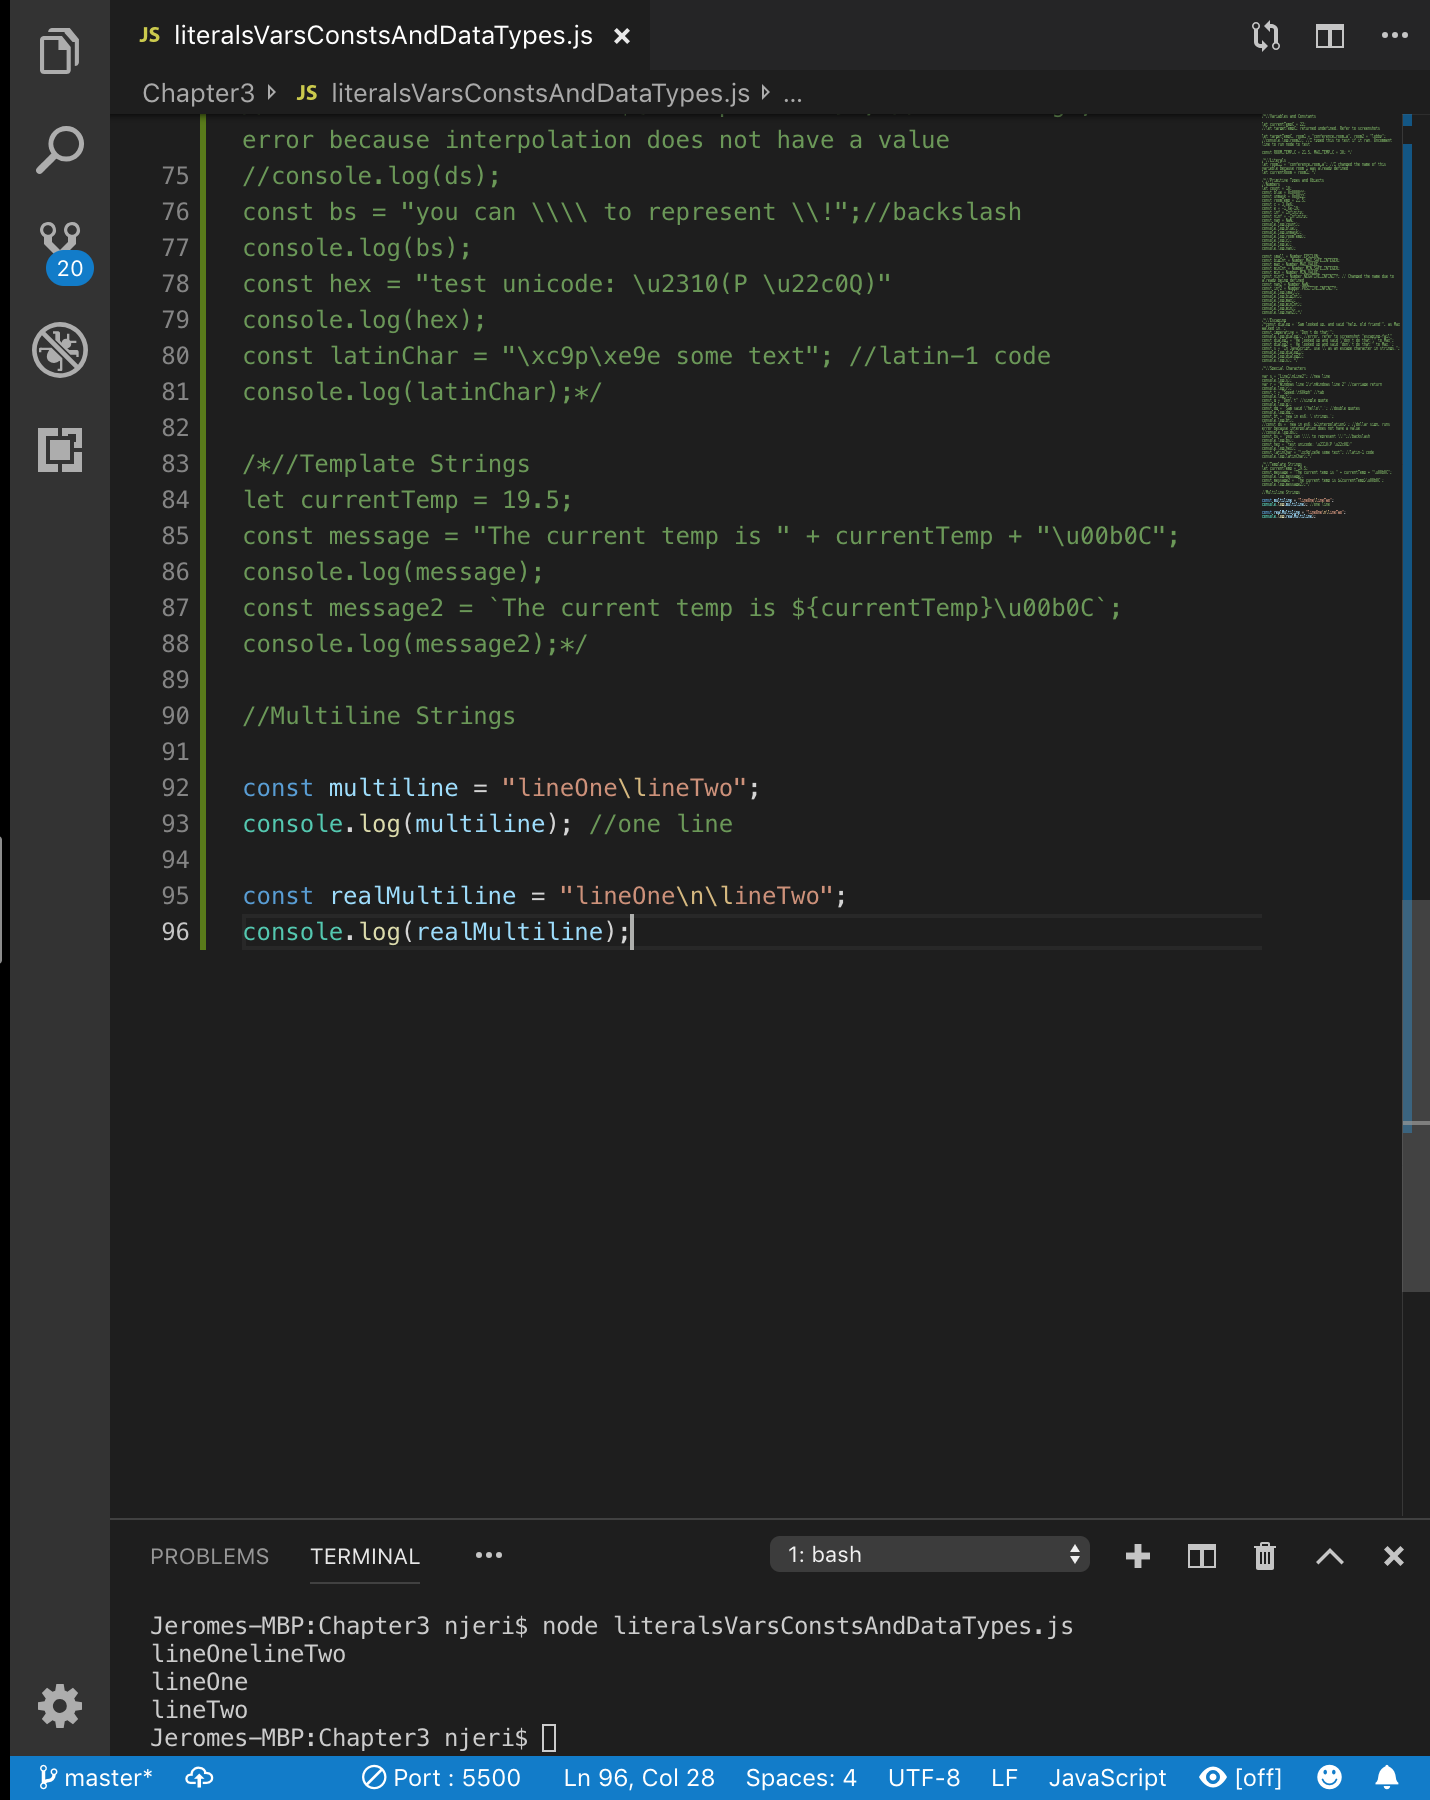 JS literalsVarsConstsAndDataTypes.js ×
Chapter3 JS literalsVarsConstsAndDataTypes.js ...
error because interpolation does not have a value
75 //console.log(ds);
76 const bs = "you can \\\\ to represent \\!";//backslash
77 console.log(bs);
78 const hex = "test unicode: \u2310(P \u22c0Q)"
79 console.log(hex);
80 const latinChar = "\xc9p\xe9e some text"; //latin-1 code
81 console.log(latinChar);*/
82
83 /*//Template Strings
84 let currentTemp = 19.5;
85 const message = "The current temp is " + currentTemp + "\u00b0C";
86 console.log(message);
87 const message2 = `The current temp is ${currentTemp}\u00b0C`;
88 console.log(message2);*/
89
90 //Multiline Strings
91
92 const multiline = "lineOne\lineTwo";
93 console.log(multiline); //one line
94
95 const realMultiline = "lineOne\n\lineTwo";
96 console.log(realMultiline);
20
PROBLEMS TERMINAL ••• 1: bash
Jeromes-MBP:Chapter3 njeri$ node literalsVarsConstsAndDataTypes.js
lineOnelineTwo
lineOne
lineTwo
Jeromes-MBP:Chapter3 njeri$
master* Port : 5500 Ln 96, Col 28 Spaces: 4 UTF-8 LF JavaScript [off]